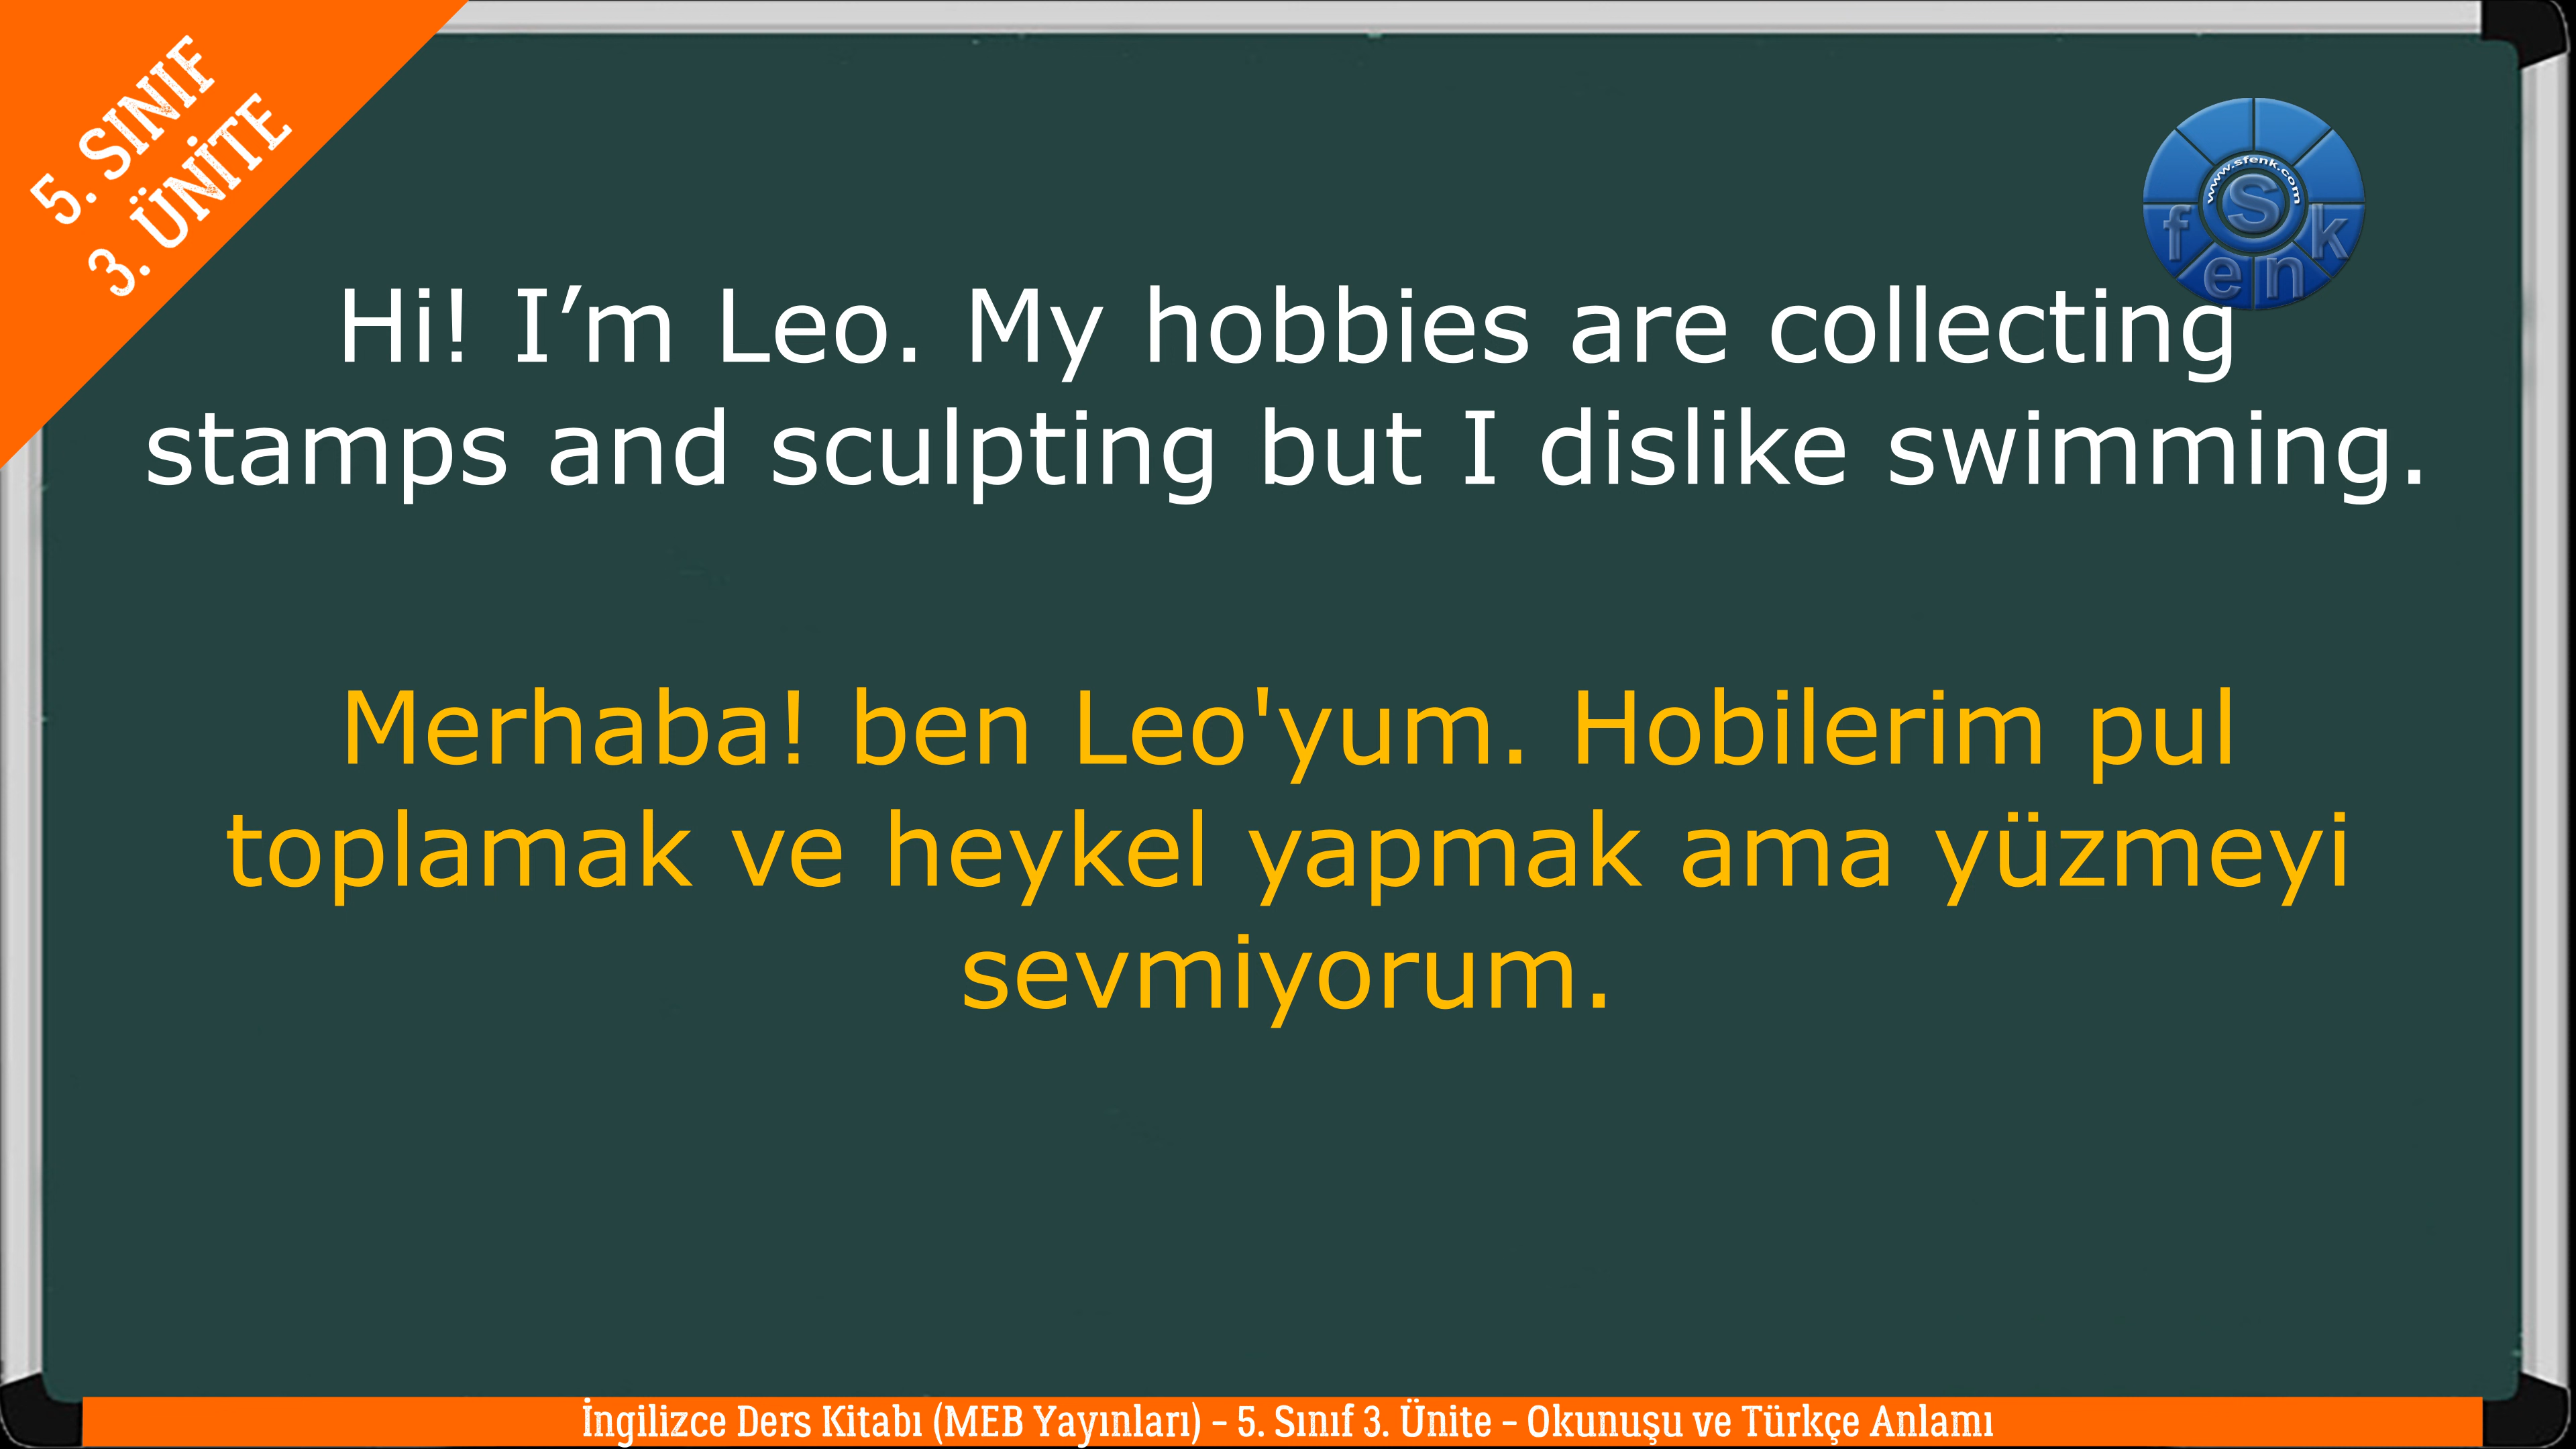 5. SINIF
3. ÜNİTE
www.sfenk.com
S
f e n k
Hi! I’m Leo. My hobbies are collecting
stamps and sculpting but I dislike swimming.
Merhaba! ben Leo'yum. Hobilerim pul
toplamak ve heykel yapmak ama yüzmeyi
sevmiyorum.
İngilizce Ders Kitabı (MEB Yayınları) – 5. Sınıf 3. Ünite – Okunuşu ve Türkçe Anlamı